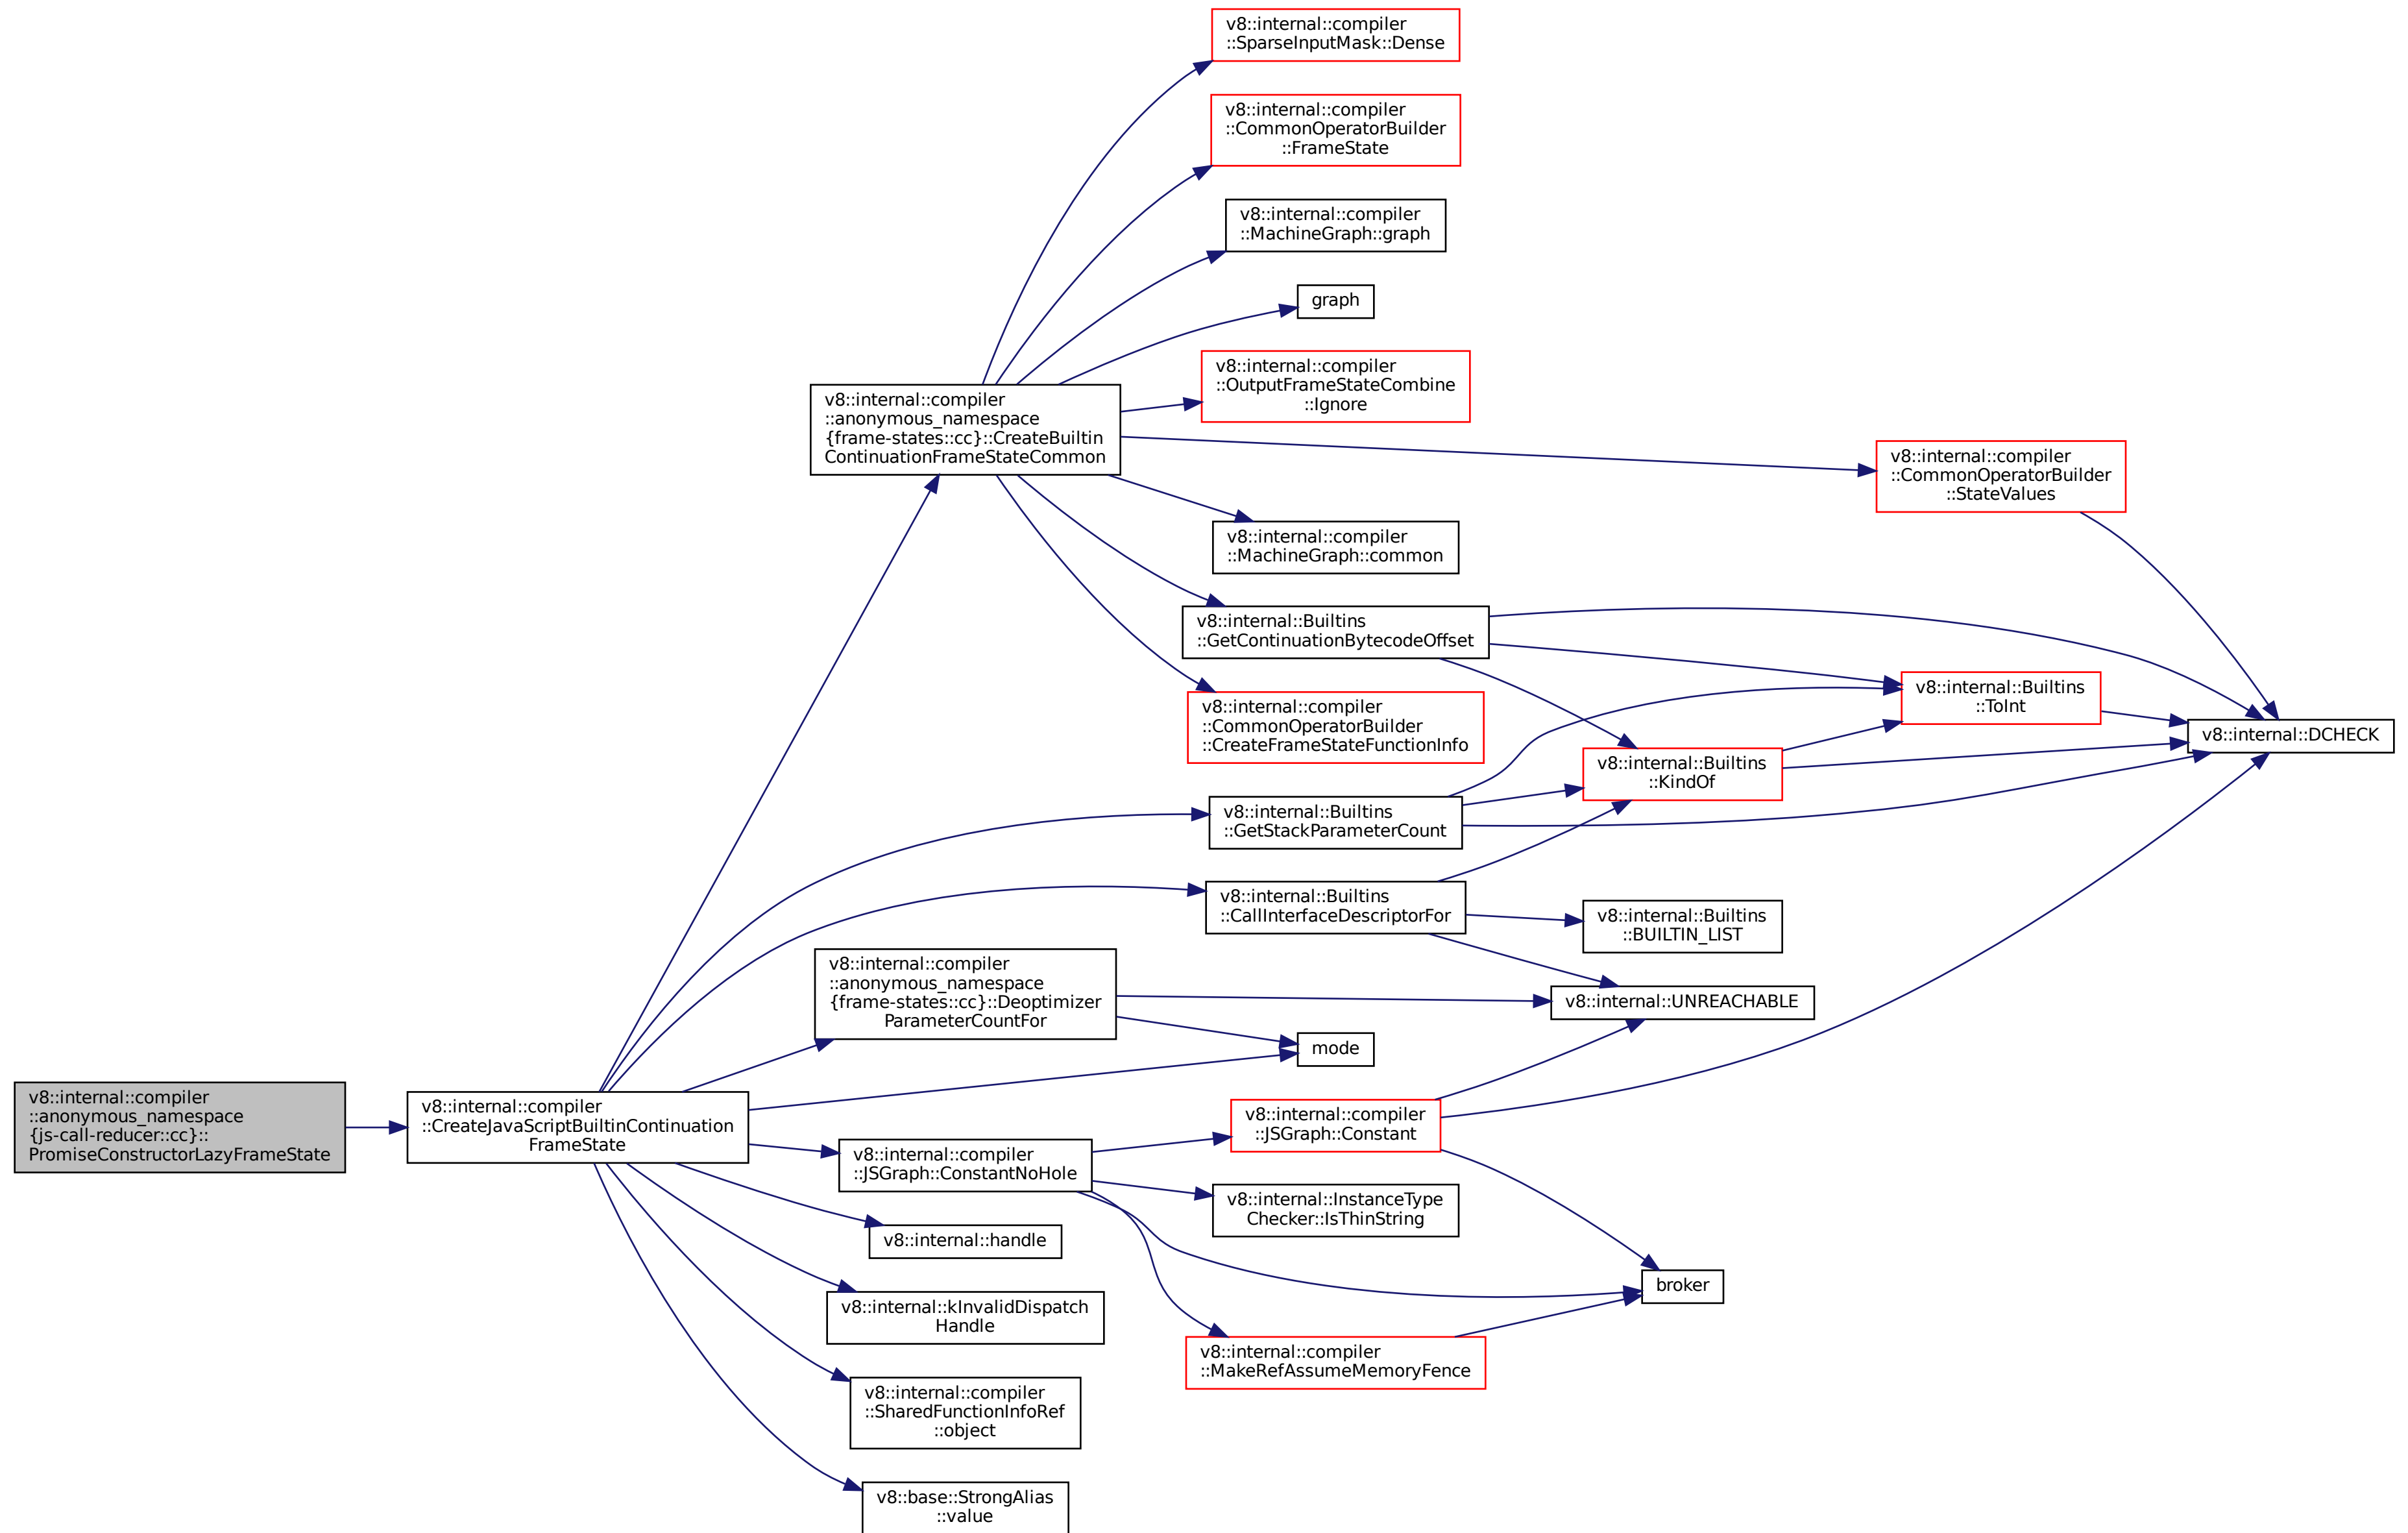 v8::internal::compiler
::SparseInputMask::Dense
v8::internal::compiler
::CommonOperatorBuilder
::FrameState
v8::internal::compiler
::MachineGraph::graph
graph
v8::internal::compiler
::OutputFrameStateCombine
::Ignore
v8::internal::compiler
::anonymous_namespace
{frame-states::cc}::CreateBuiltin
ContinuationFrameStateCommon
v8::internal::compiler
::CommonOperatorBuilder
::StateValues
v8::internal::compiler
::MachineGraph::common
v8::internal::Builtins
::GetContinuationBytecodeOffset
v8::internal::compiler
::CommonOperatorBuilder
::CreateFrameStateFunctionInfo
v8::internal::Builtins
::ToInt
v8::internal::DCHECK
v8::internal::Builtins
::KindOf
v8::internal::Builtins
::GetStackParameterCount
v8::internal::Builtins
::CallInterfaceDescriptorFor
v8::internal::Builtins
::BUILTIN_LIST
v8::internal::compiler
::anonymous_namespace
{frame-states::cc}::Deoptimizer
ParameterCountFor
v8::internal::UNREACHABLE
mode
v8::internal::compiler
::anonymous_namespace
{js-call-reducer::cc}::
PromiseConstructorLazyFrameState
v8::internal::compiler
::CreateJavaScriptBuiltinContinuation
FrameState
v8::internal::compiler
::JSGraph::ConstantNoHole
v8::internal::compiler
::JSGraph::Constant
v8::internal::InstanceType
Checker::IsThinString
v8::internal::handle
broker
v8::internal::kInvalidDispatch
Handle
v8::internal::compiler
::MakeRefAssumeMemoryFence
v8::internal::compiler
::SharedFunctionInfoRef
::object
v8::base::StrongAlias
::value